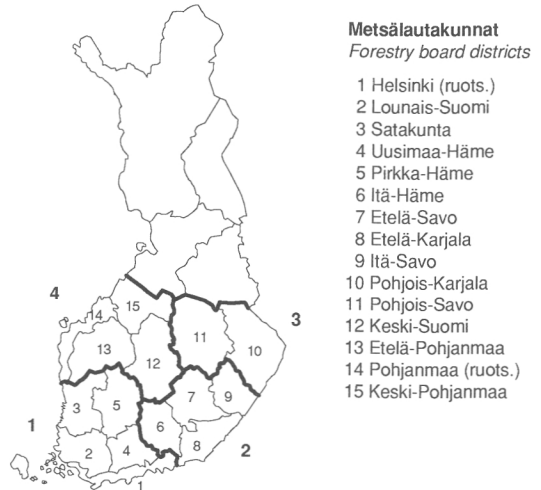 Metsälautakunnat
Forestry board districts
1 Helsinki (ruots.)
2 Lounais-Suomi
3 Satakunta
4 Uusimaa-Häme
5 Pirkka-Häme
6 Itä-Häme
7 Etelä-Savo
8 Etelä-Karjala
9 Itä-Savo
10 Pohjois-Karjala
11 Pohjois-Savo
12 Keski-Suomi
13 Etelä-Pohjanmaa
14 Pohjanmaa (ruots.)
15 Keski-Pohjanmaa
4
15
14
3
11
13
10
12
7
9
3
5
1
6
2
4
8
2
1